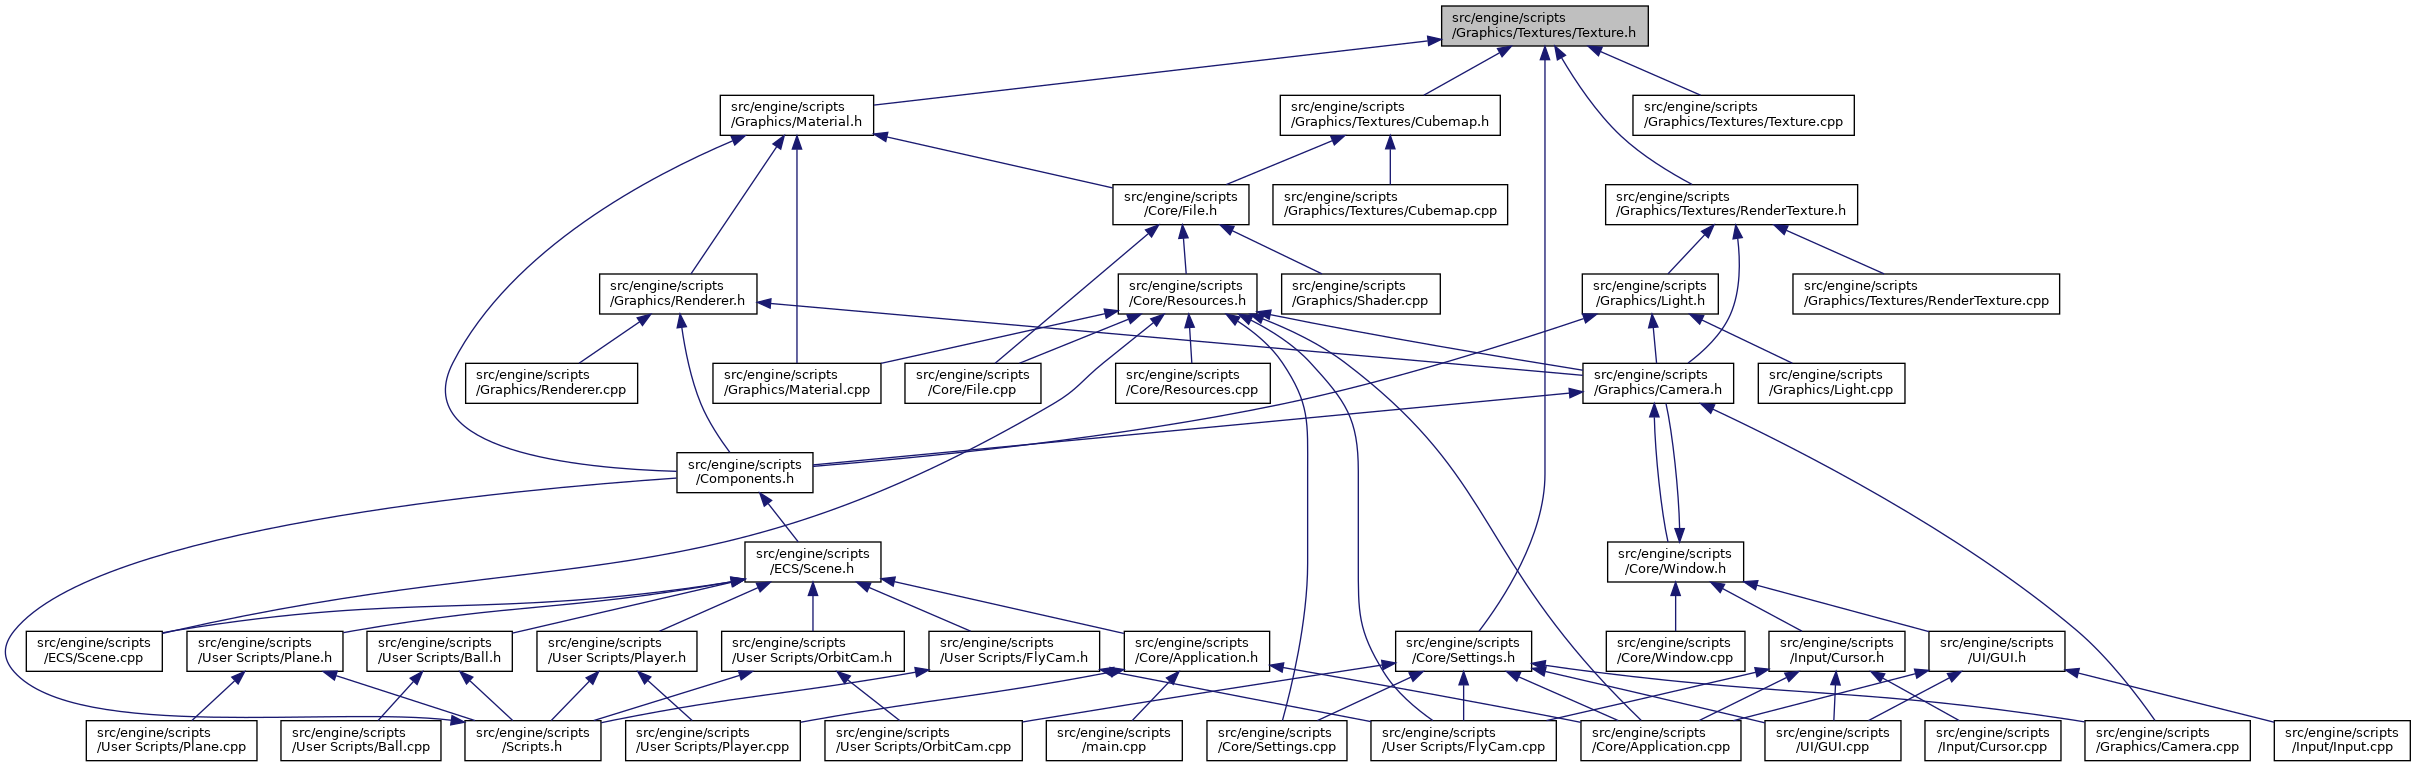 src/engine/scripts
/Graphics/Textures/Texture.h
src/engine/scripts
/Graphics/Material.h
src/engine/scripts
/Graphics/Textures/Cubemap.h
src/engine/scripts
/Graphics/Textures/Texture.cpp
src/engine/scripts
/Core/File.h
src/engine/scripts
/Graphics/Textures/Cubemap.cpp
src/engine/scripts
/Graphics/Textures/RenderTexture.h
src/engine/scripts
/Graphics/Renderer.h
src/engine/scripts
/Core/Resources.h
src/engine/scripts
/Graphics/Shader.cpp
src/engine/scripts
/Graphics/Light.h
src/engine/scripts
/Graphics/Textures/RenderTexture.cpp
src/engine/scripts
/Graphics/Renderer.cpp
src/engine/scripts
/Graphics/Material.cpp
src/engine/scripts
/Core/File.cpp
src/engine/scripts
/Core/Resources.cpp
src/engine/scripts
/Graphics/Camera.h
src/engine/scripts
/Graphics/Light.cpp
src/engine/scripts
/Components.h
src/engine/scripts
/ECS/Scene.h
src/engine/scripts
/Core/Window.h
src/engine/scripts
/ECS/Scene.cpp
src/engine/scripts
/User Scripts/Plane.h
src/engine/scripts
/User Scripts/Ball.h
src/engine/scripts
/User Scripts/Player.h
src/engine/scripts
/User Scripts/OrbitCam.h
src/engine/scripts
/User Scripts/FlyCam.h
src/engine/scripts
/Core/Application.h
src/engine/scripts
/Core/Settings.h
src/engine/scripts
/Core/Window.cpp
src/engine/scripts
/Input/Cursor.h
src/engine/scripts
/UI/GUI.h
src/engine/scripts
/User Scripts/Plane.cpp
src/engine/scripts
/User Scripts/Ball.cpp
src/engine/scripts
/Scripts.h
src/engine/scripts
/User Scripts/Player.cpp
src/engine/scripts
/User Scripts/OrbitCam.cpp
src/engine/scripts
/main.cpp
src/engine/scripts
/Core/Settings.cpp
src/engine/scripts
/User Scripts/FlyCam.cpp
src/engine/scripts
/Core/Application.cpp
src/engine/scripts
/UI/GUI.cpp
src/engine/scripts
/Input/Cursor.cpp
src/engine/scripts
/Graphics/Camera.cpp
src/engine/scripts
/Input/Input.cpp